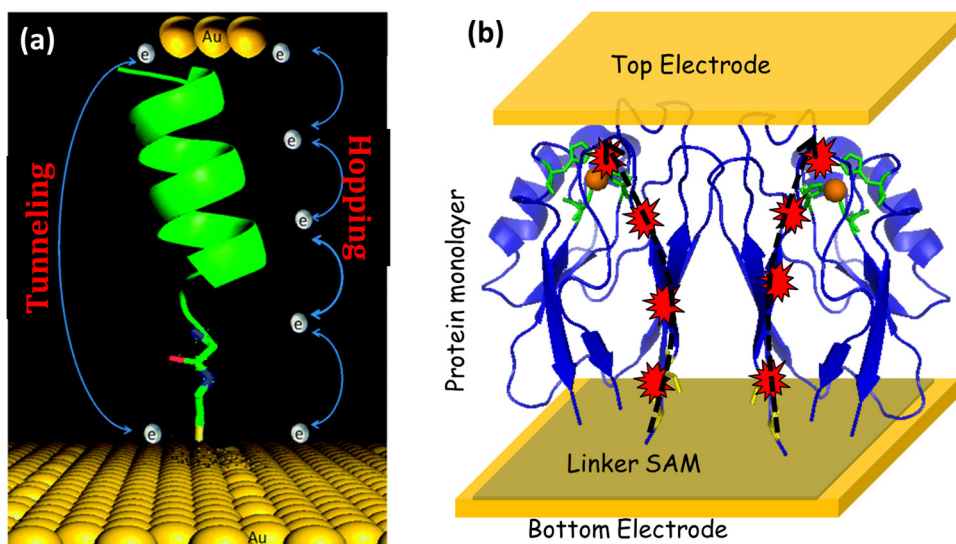 (a)
Au
e
e
e
e
e
e
e
Tunneling
Hopping
Au
(b)
Top Electrode
Protein monolayer
Linker SAM
Bottom Electrode